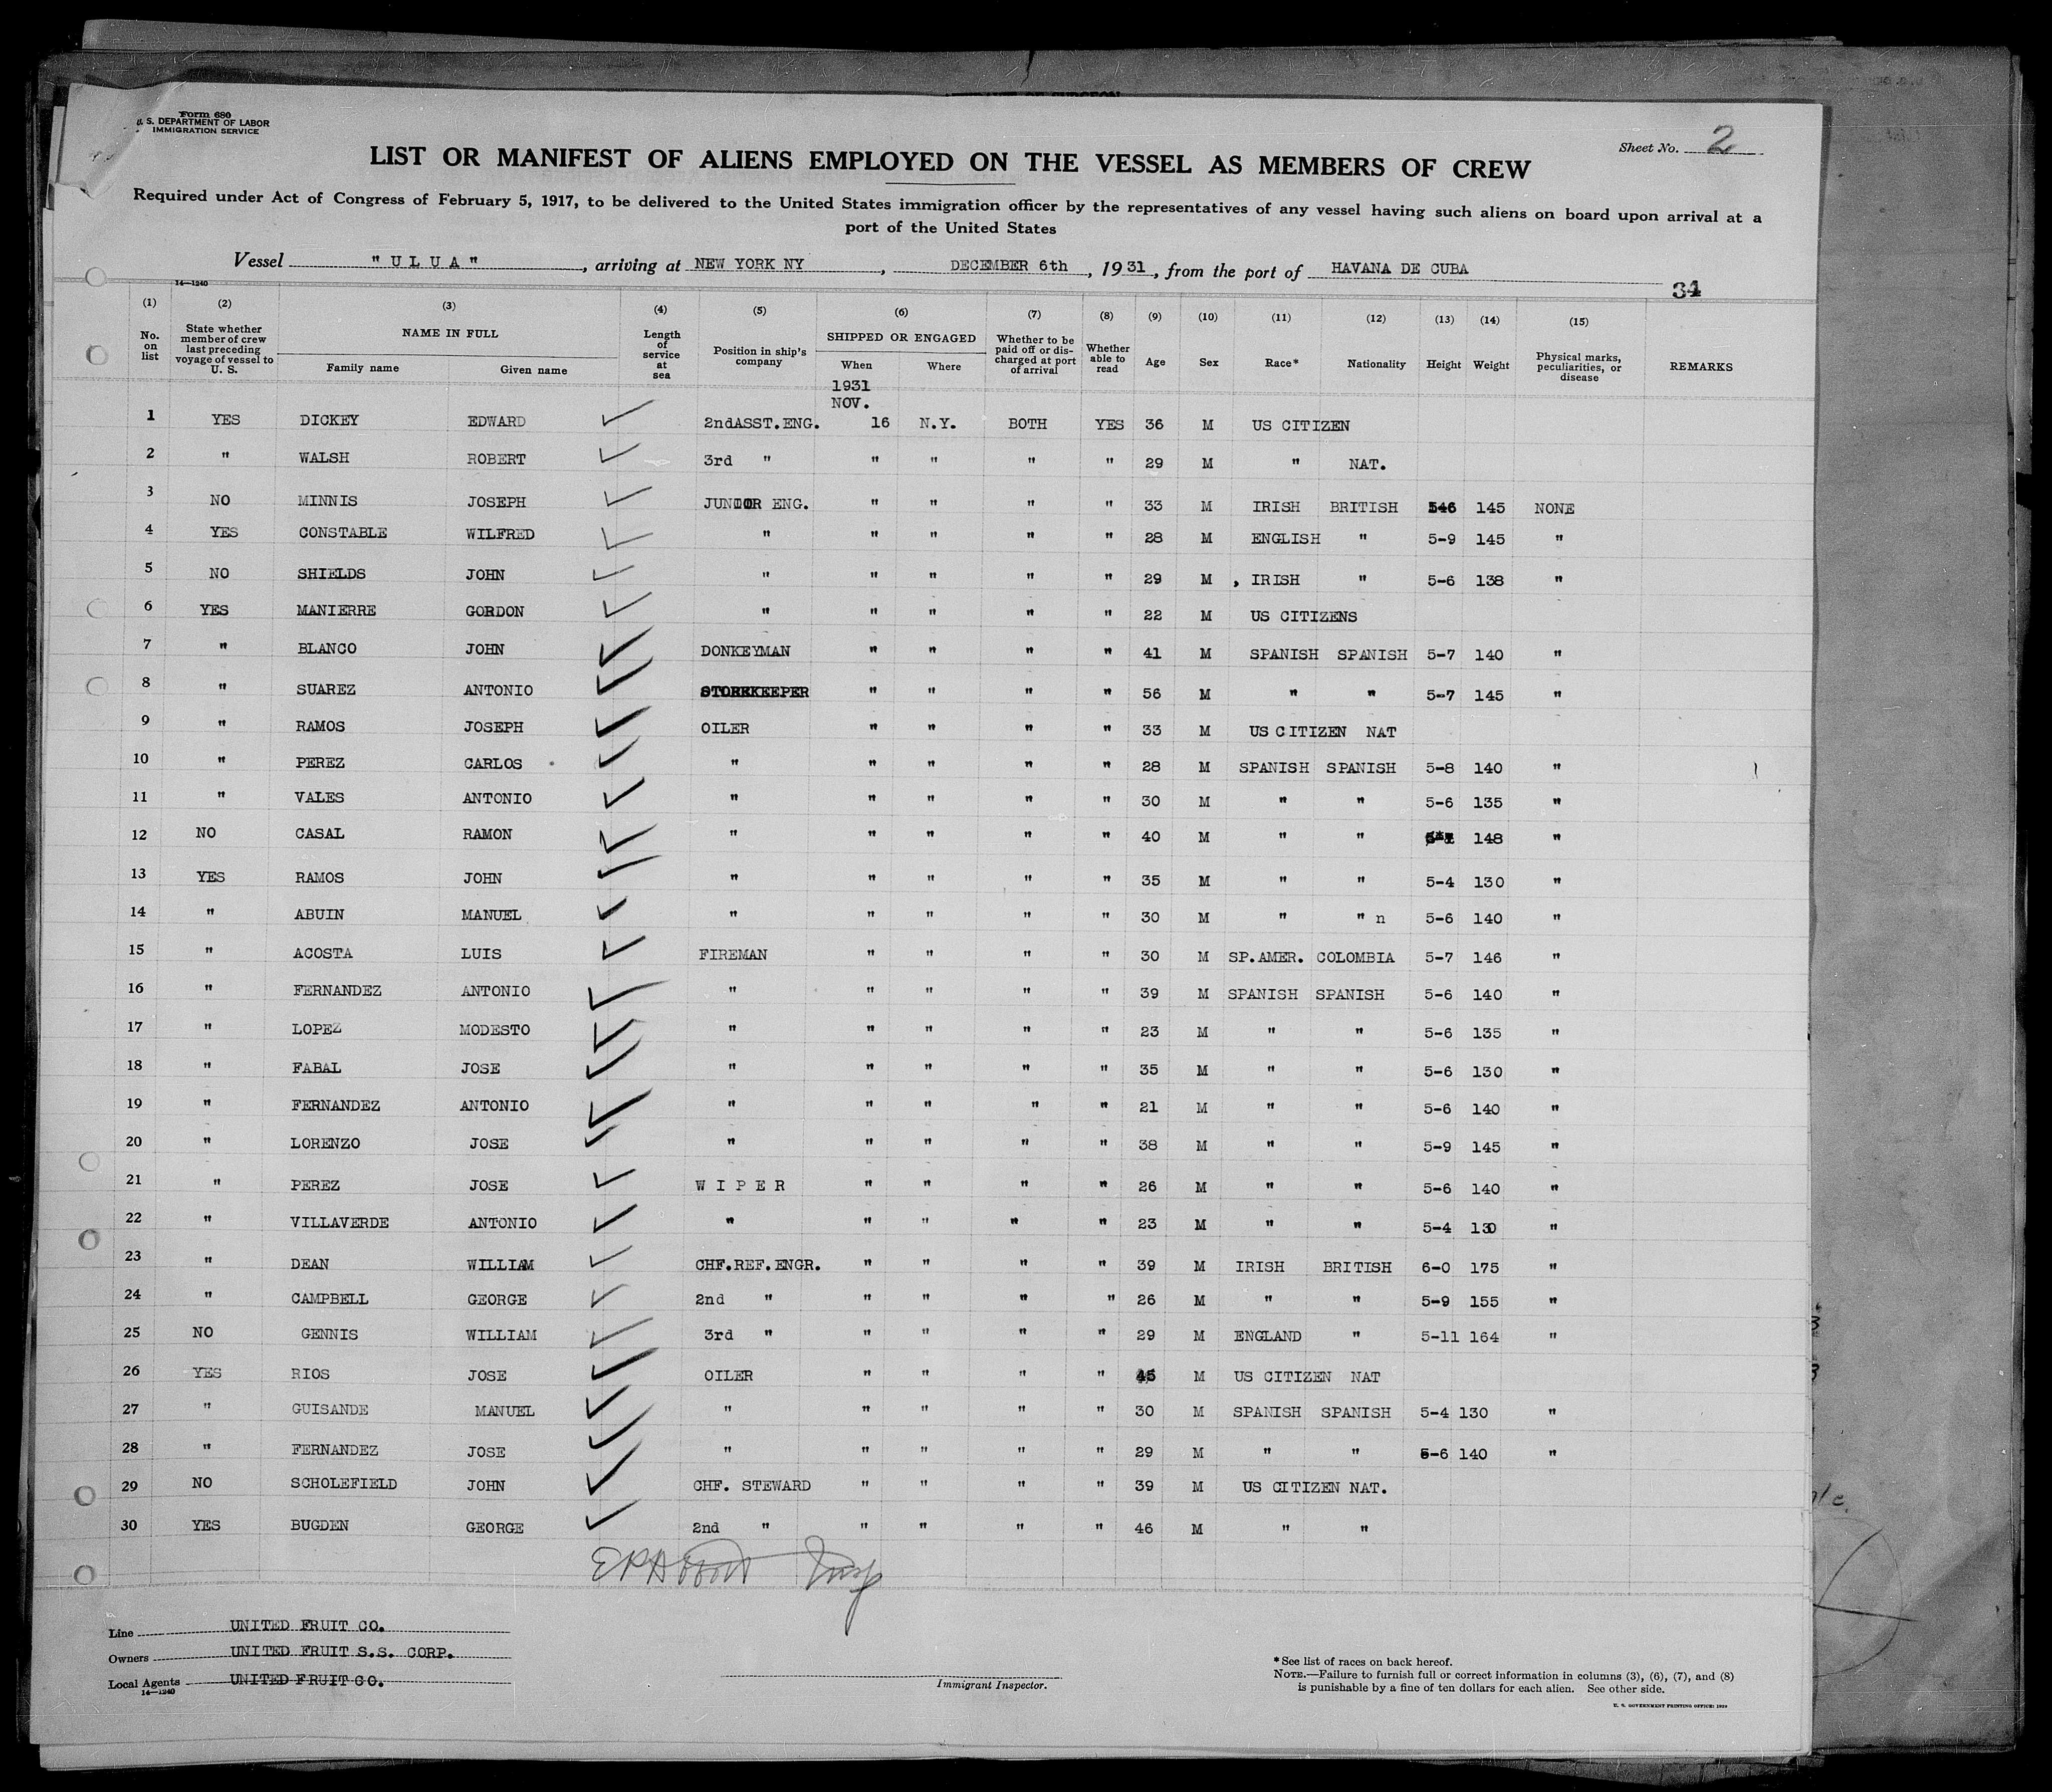 Form 680
U. S. DEPARTMENT OF LABOR
IMMIGRATION SERVICE
Sheet No. 2
LIST OR MANIFEST OF ALIENS EMPLOYED ON THE VESSEL AS MEMBERS OF CREW
Required under Act of Congress of February 5, 1917, to be delivered to the United States immigration officer by the representatives of any vessel having such aliens on board upon arrival at a
port of the United States
Vessel "ULUA", arriving at NEW YORK NY, DECEMBER 6th, 1931, from the port of HAVANA DE CUBA
14—1240
34
(1) (2) (3) (4) (5) (6) (7) (8) (9) (10) (11) (12) (13) (14) (15)
No. on list State whether member of crew last preceding voyage of vessel to U. S. NAME IN FULL Family name Given name Length of service at sea Position in ship's company SHIPPED OR ENGAGED When Where Whether to be paid off or discharged at port of arrival Whether able to read Age Sex Race* Nationality Height Weight Physical marks, peculiarities, or disease REMARKS
1931
NOV.
1 YES DICKEY EDWARD 2ndASST.ENG. 16 N.Y. BOTH YES 36 M US CITIZEN
2 " WALSH ROBERT 3rd " " " " " 29 M " NAT.
3 NO MINNIS JOSEPH JUNIOR ENG. " " " " 33 M IRISH BRITISH 546 145 NONE
4 YES CONSTABLE WILFRED " " " " " 28 M ENGLISH " 5-9 145 "
5 NO SHIELDS JOHN " " " " " 29 M , IRISH " 5-6 138 "
6 YES MANIERRE GORDON " " " " " 22 M US CITIZENS
7 " BLANCO JOHN DONKEYMAN " " " " 41 M SPANISH SPANISH 5-7 140 "
8 " SUAREZ ANTONIO STOREKEEPER " " " " 56 M " " 5-7 145 "
9 " RAMOS JOSEPH OILER " " " " 33 M US CITIZEN NAT
10 " PEREZ CARLOS " " " " " 28 M SPANISH SPANISH 5-8 140 "
11 " VALES ANTONIO " " " " " 30 M " " 5-6 135 "
12 NO CASAL RAMON " " " " " 40 M " " 148 "
13 YES RAMOS JOHN " " " " " 35 M " " 5-4 130 "
14 " ABUIN MANUEL " " " " " 30 M " " n 5-6 140 "
15 " ACOSTA LUIS FIREMAN " " " " 30 M SP.AMER. COLOMBIA 5-7 146 "
16 " FERNANDEZ ANTONIO " " " " " 39 M SPANISH SPANISH 5-6 140 "
17 " LOPEZ MODESTO " " " " " 23 M " " 5-6 135 "
18 " FABAL JOSE " " " " " 35 M " " 5-6 130 "
19 " FERNANDEZ ANTONIO " " " " " 21 M " " 5-6 140 "
20 " LORENZO JOSE " " " " " 38 M " " 5-9 145 "
21 " PEREZ JOSE W I P E R " " " " 26 M " " 5-6 140 "
22 " VILLAVERDE ANTONIO " " " " " 23 M " " 5-4 130 "
23 " DEAN WILLIAM CHF.REF.ENGR. " " " " 39 M IRISH BRITISH 6-0 175 "
24 " CAMPBELL GEORGE 2nd " " " " " 26 M " " 5-9 155 "
25 NO GENNIS WILLIAM 3rd " " " " " 29 M ENGLAND " 5-11 164 "
26 YES RIOS JOSE OILER " " " " 45 M US CITIZEN NAT
27 " GUISANDE MANUEL " " " " " 30 M SPANISH SPANISH 5-4 130 "
28 " FERNANDEZ JOSE " " " " " 29 M " " 5-6 140 "
29 NO SCHOLEFIELD JOHN CHF. STEWARD " " " " 39 M US CITIZEN NAT.
30 YES BUGDEN GEORGE 2nd " " " " " 46 M " "
Insp
Line UNITED FRUIT CO.
Owners UNITED FRUIT S.S. CORP.
Local Agents UNITED FRUIT CO.
14—1240
Immigrant Inspector.
*See list of races on back hereof.
NOTE.—Failure to furnish full or correct information in columns (3), (6), (7), and (8)
is punishable by a fine of ten dollars for each alien. See other side.